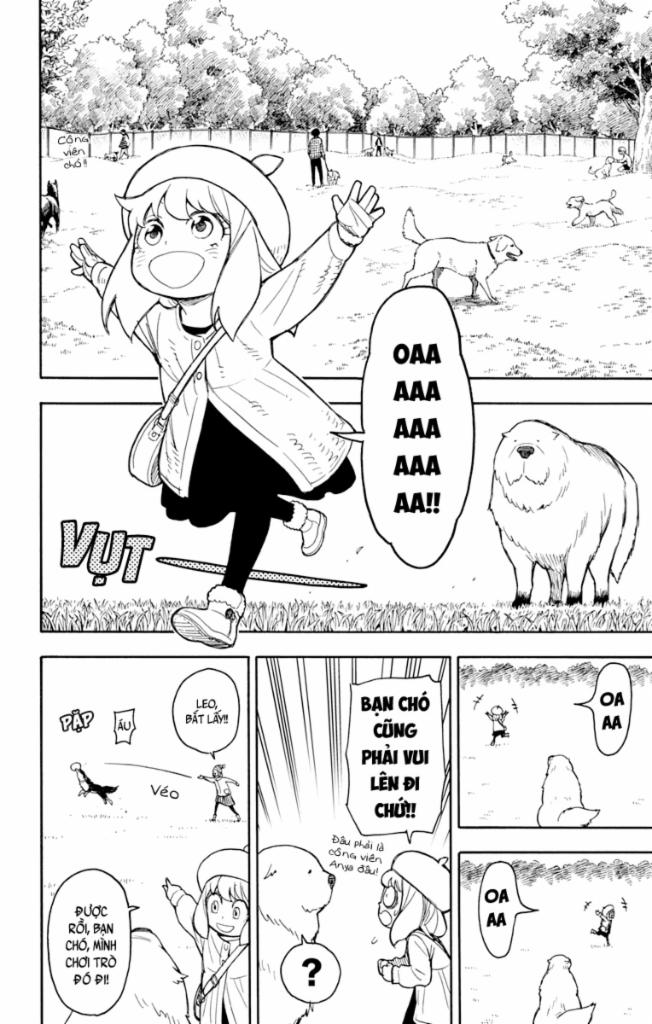 Công
viên
chó!!
OAA
AAA
AAA
AAA
AA!!
VỤT
OA
AA
OA
AA
BẠN CHÓ
CŨNG
PHẢI VUI
LÊN ĐI
CHỨ!!
Đâu phải là
công viên
Anya đâu!
?
LEO,
BẮT LẤY!!
Véo
ẤU
PẶP
ĐƯỢC
RỒI, BẠN
CHÓ, MÌNH
CHƠI TRÒ
ĐÓ ĐI!